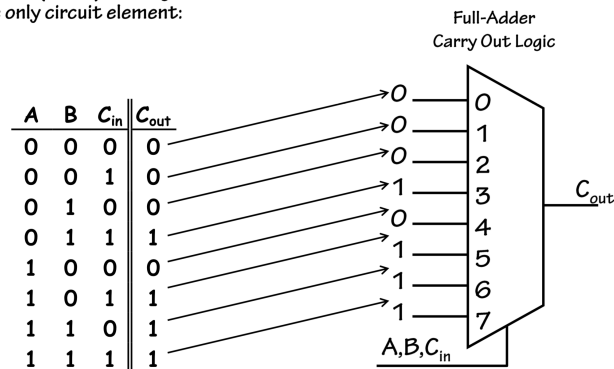 only circuit element:
Full-Adder
Carry Out Logic
A B Cin Cout
0 0 0 0
0 0 1 0
0 1 0 0
0 1 1 1
1 0 0 0
1 0 1 1
1 1 0 1
1 1 1 1
0 0
0 1
0 2
1 3
0 4
1 5
1 6
1 7
Cout
A,B,Cin